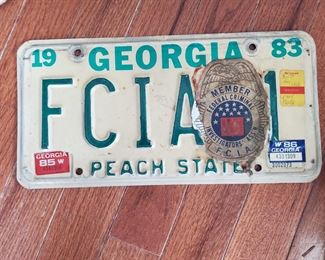 19 GEORGIA 83
FCIA 1
MEMBER
FEDERAL CRIMINAL
INVESTIGATORS
F.C.I.A.
GEORGIA
85 W
W 86
GEORGIA
PEACH STATE